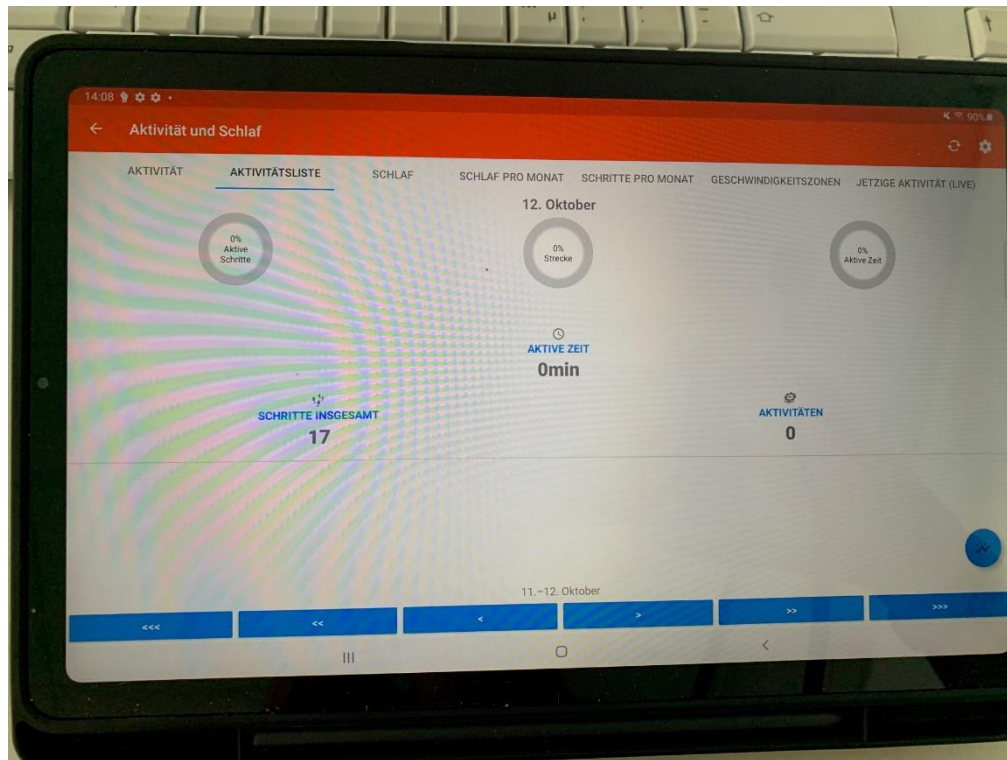 µ
14:08
90%
Aktivität und Schlaf
AKTIVITÄT AKTIVITÄTSLISTE SCHLAF SCHLAF PRO MONAT SCHRITTE PRO MONAT GESCHWINDIGKEITSZONEN JETZIGE AKTIVITÄT (LIVE)
12. Oktober
0%
Aktive
Schritte
0%
Strecke
0%
Aktive Zeit
AKTIVE ZEIT
0min
SCHRITTE INSGESAMT
17
AKTIVITÄTEN
0
11.–12. Oktober
<<< << < > >> >>>